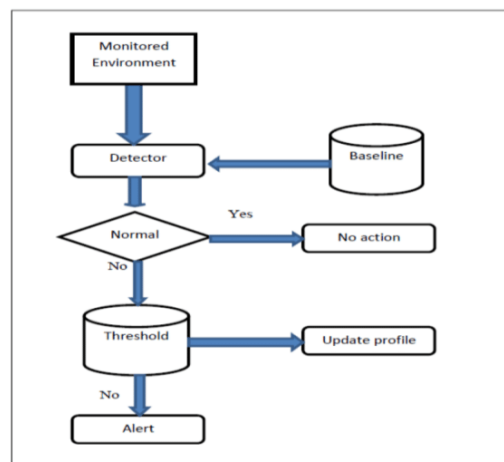 Monitored
Environment
Detector
Baseline
Yes
Normal
No action
No
Threshold
Update profile
No
Alert